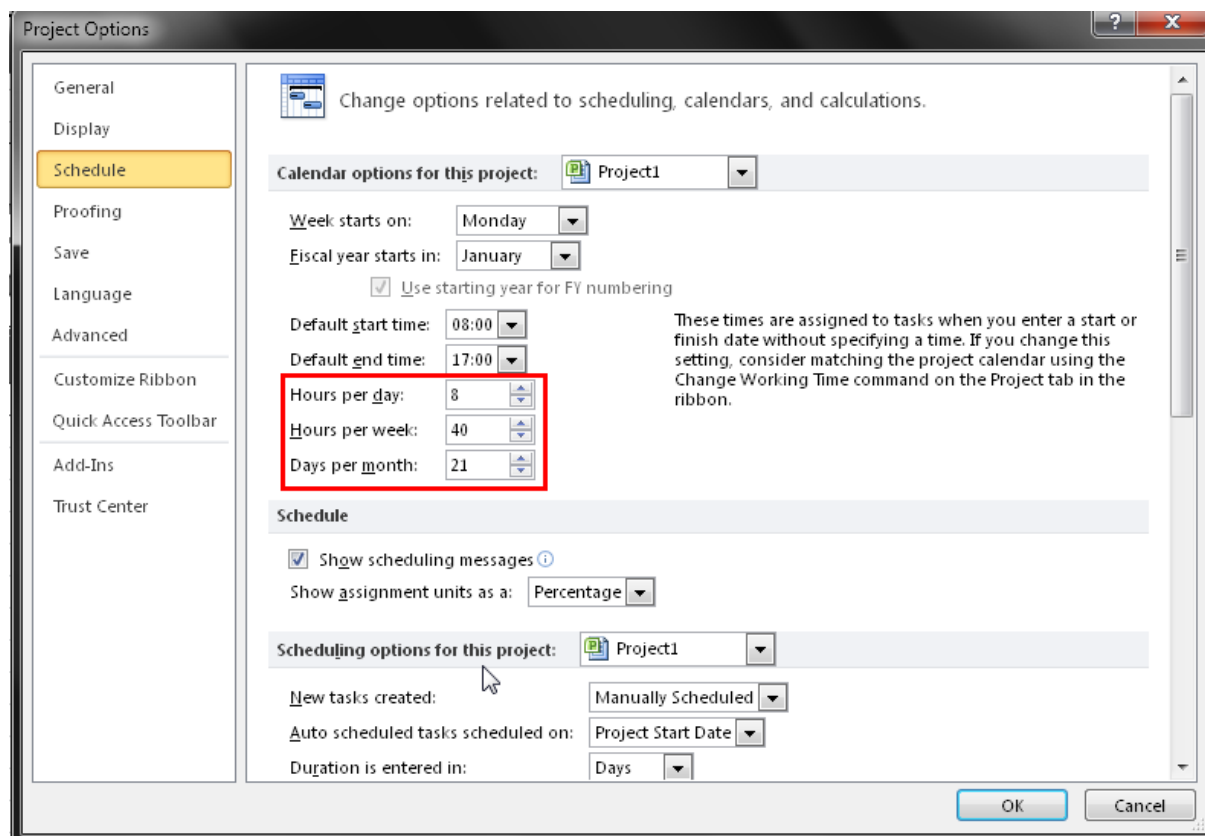 Project Options
General
Display
Schedule
Proofing
Save
Language
Advanced
Customize Ribbon
Quick Access Toolbar
Add-Ins
Trust Center
Change options related to scheduling, calendars, and calculations.
Calendar options for this project: Project1
Week starts on: Monday
Fiscal year starts in: January
Use starting year for FY numbering
Default start time: 08:00
Default end time: 17:00
These times are assigned to tasks when you enter a start or
finish date without specifying a time. If you change this
setting, consider matching the project calendar using the
Change Working Time command on the Project tab in the
ribbon.
Hours per day: 8
Hours per week: 40
Days per month: 21
Schedule
Show scheduling messages
Show assignment units as a: Percentage
Scheduling options for this project: Project1
New tasks created: Manually Scheduled
Auto scheduled tasks scheduled on: Project Start Date
Duration is entered in: Days
OK Cancel